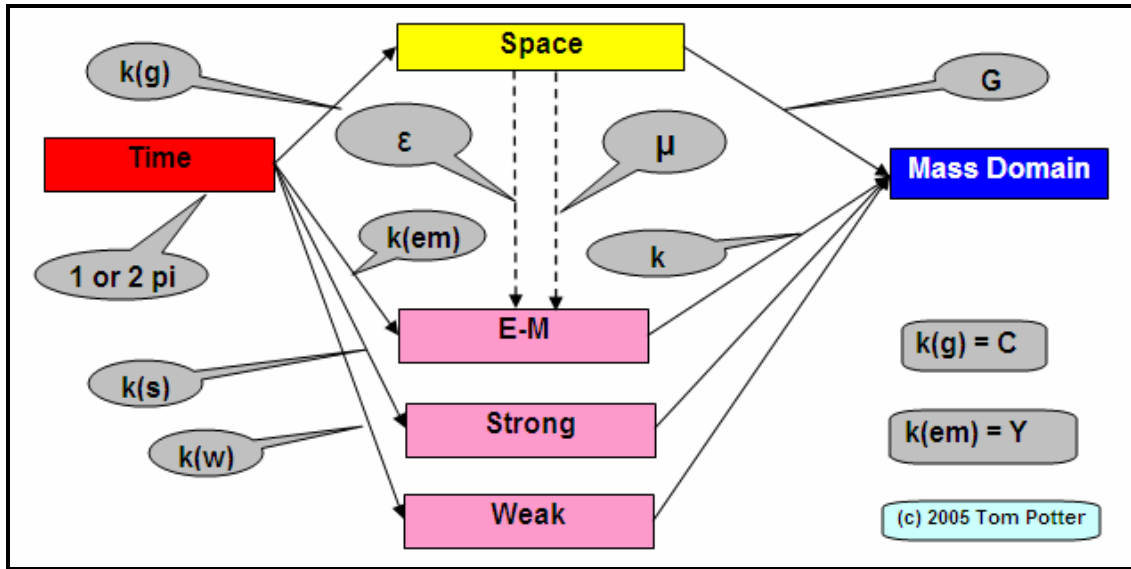 Space
k(g)
G
ε
μ
Time
Mass Domain
k(em)
k
1 or 2 pi
E-M
k(g) = C
k(s)
Strong
k(em) = Y
k(w)
Weak
(c) 2005 Tom Potter